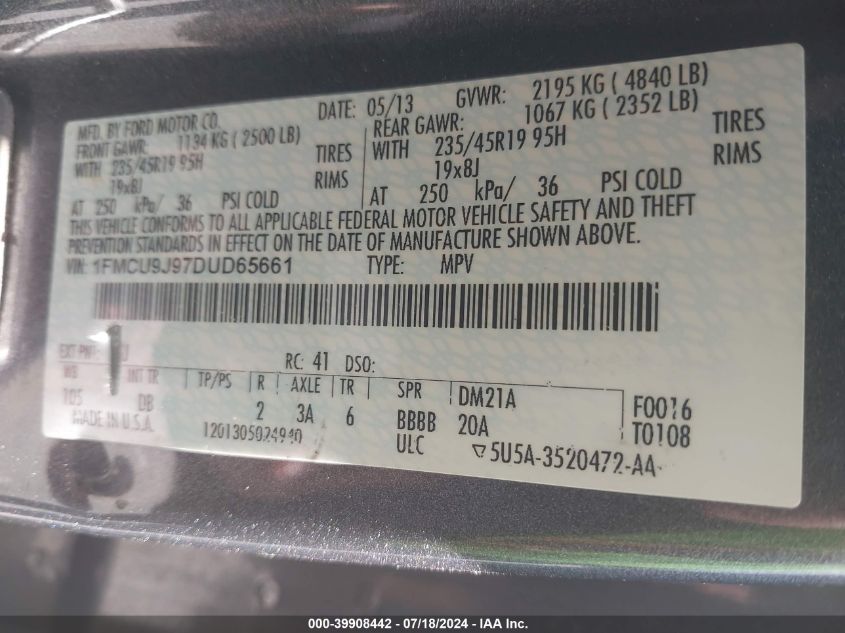 MFD. BY FORD MOTOR CO.
DATE: 05/13 GVWR: 2195 KG ( 4840 LB)
FRONT GAWR: 1134 KG ( 2500 LB) REAR GAWR: 1067 KG ( 2352 LB)
WITH 235/45R19 95H TIRES WITH 235/45R19 95H TIRES
19x8J RIMS 19x8J RIMS
AT 250 kPa/ 36 PSI COLD AT 250 kPa/ 36 PSI COLD
THIS VEHICLE CONFORMS TO ALL APPLICABLE FEDERAL MOTOR VEHICLE SAFETY AND THEFT
PREVENTION STANDARDS IN EFFECT ON THE DATE OF MANUFACTURE SHOWN ABOVE.
VIN: 1FMCU9J97DUD65661 TYPE: MPV
EXT PNT: RC: 41 DSO:
WB INT TR TP/PS R AXLE TR SPR DM21A F0016
105 DB 2 3A 6 BBBB 20A T0108
MADE IN U.S.A. 1201305024940 ULC 5U5A-3520472-AA
000-39908442 - 07/18/2024 - IAAI, Inc.